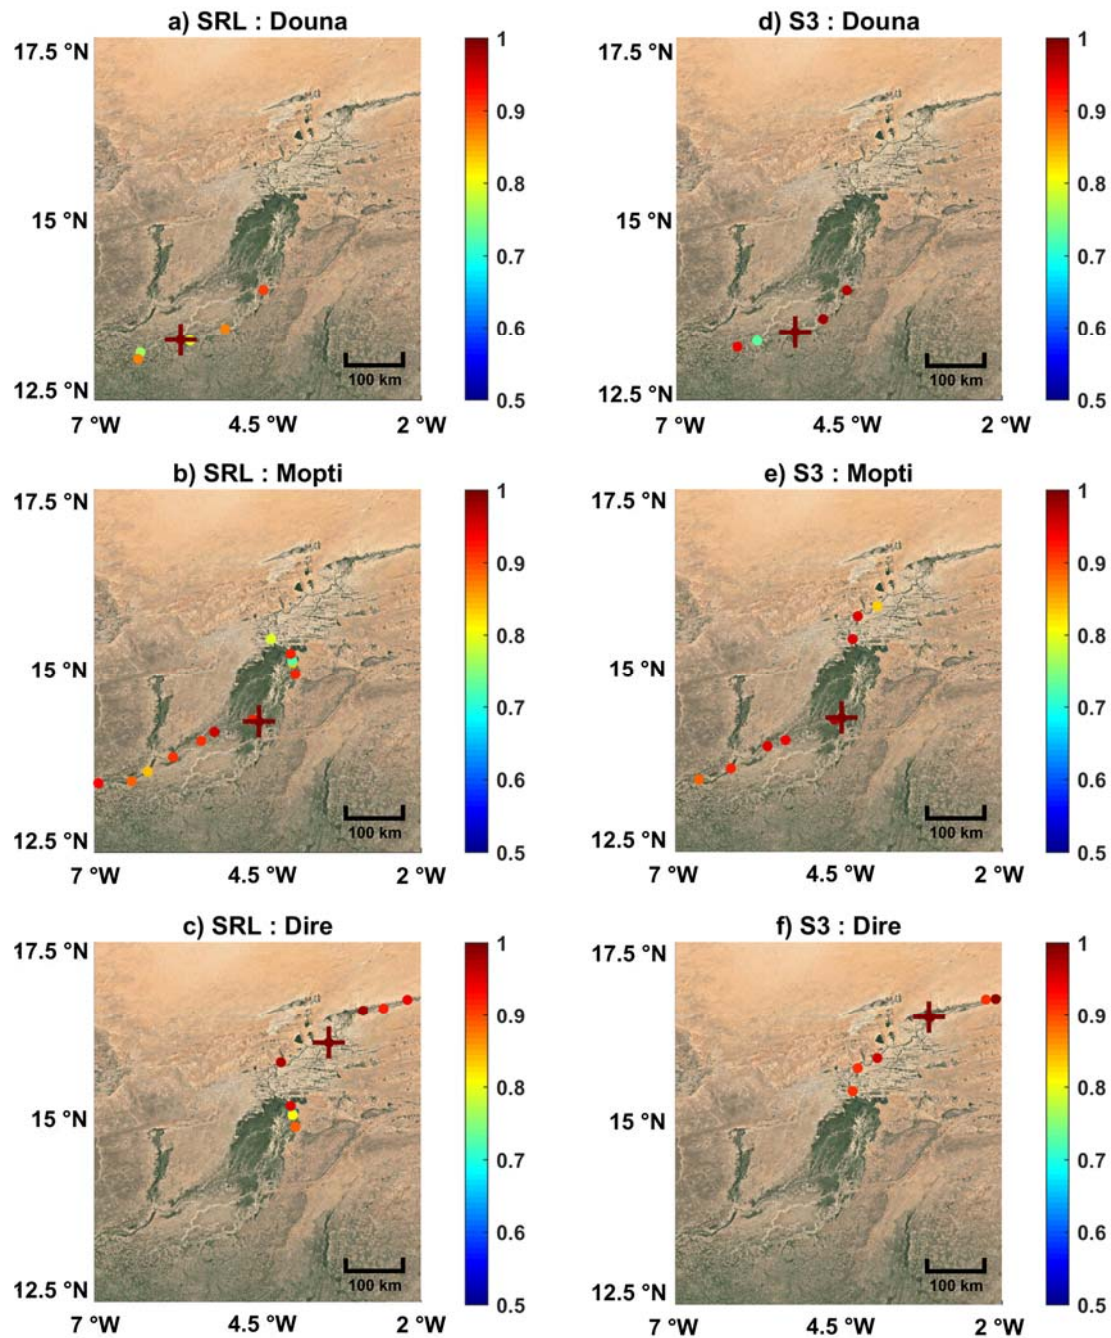 a) SRL : Douna
17.5 °N
15 °N
12.5 °N
7 °W
4.5 °W
2 °W
100 km
1
0.9
0.8
0.7
0.6
0.5
d) S3 : Douna
17.5 °N
15 °N
12.5 °N
7 °W
4.5 °W
2 °W
100 km
1
0.9
0.8
0.7
0.6
0.5
b) SRL : Mopti
17.5 °N
15 °N
12.5 °N
7 °W
4.5 °W
2 °W
100 km
1
0.9
0.8
0.7
0.6
0.5
e) S3 : Mopti
17.5 °N
15 °N
12.5 °N
7 °W
4.5 °W
2 °W
100 km
1
0.9
0.8
0.7
0.6
0.5
c) SRL : Dire
17.5 °N
15 °N
12.5 °N
7 °W
4.5 °W
2 °W
100 km
1
0.9
0.8
0.7
0.6
0.5
f) S3 : Dire
17.5 °N
15 °N
12.5 °N
7 °W
4.5 °W
2 °W
100 km
1
0.9
0.8
0.7
0.6
0.5